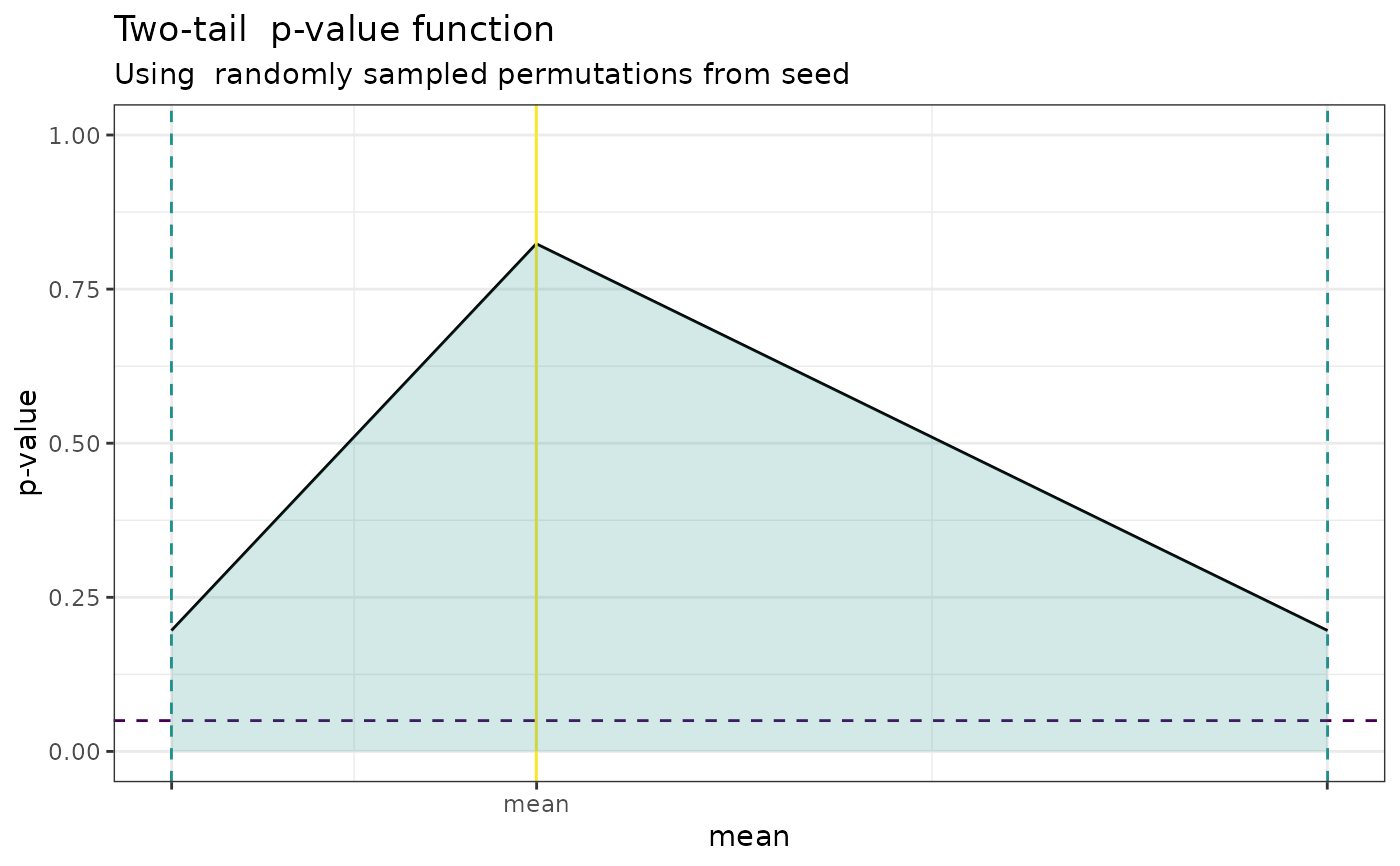 Two-tail  p-value function
Using  randomly sampled permutations from seed
1.00
0.75
0.50
0.25
0.00
p-value
mean
mean